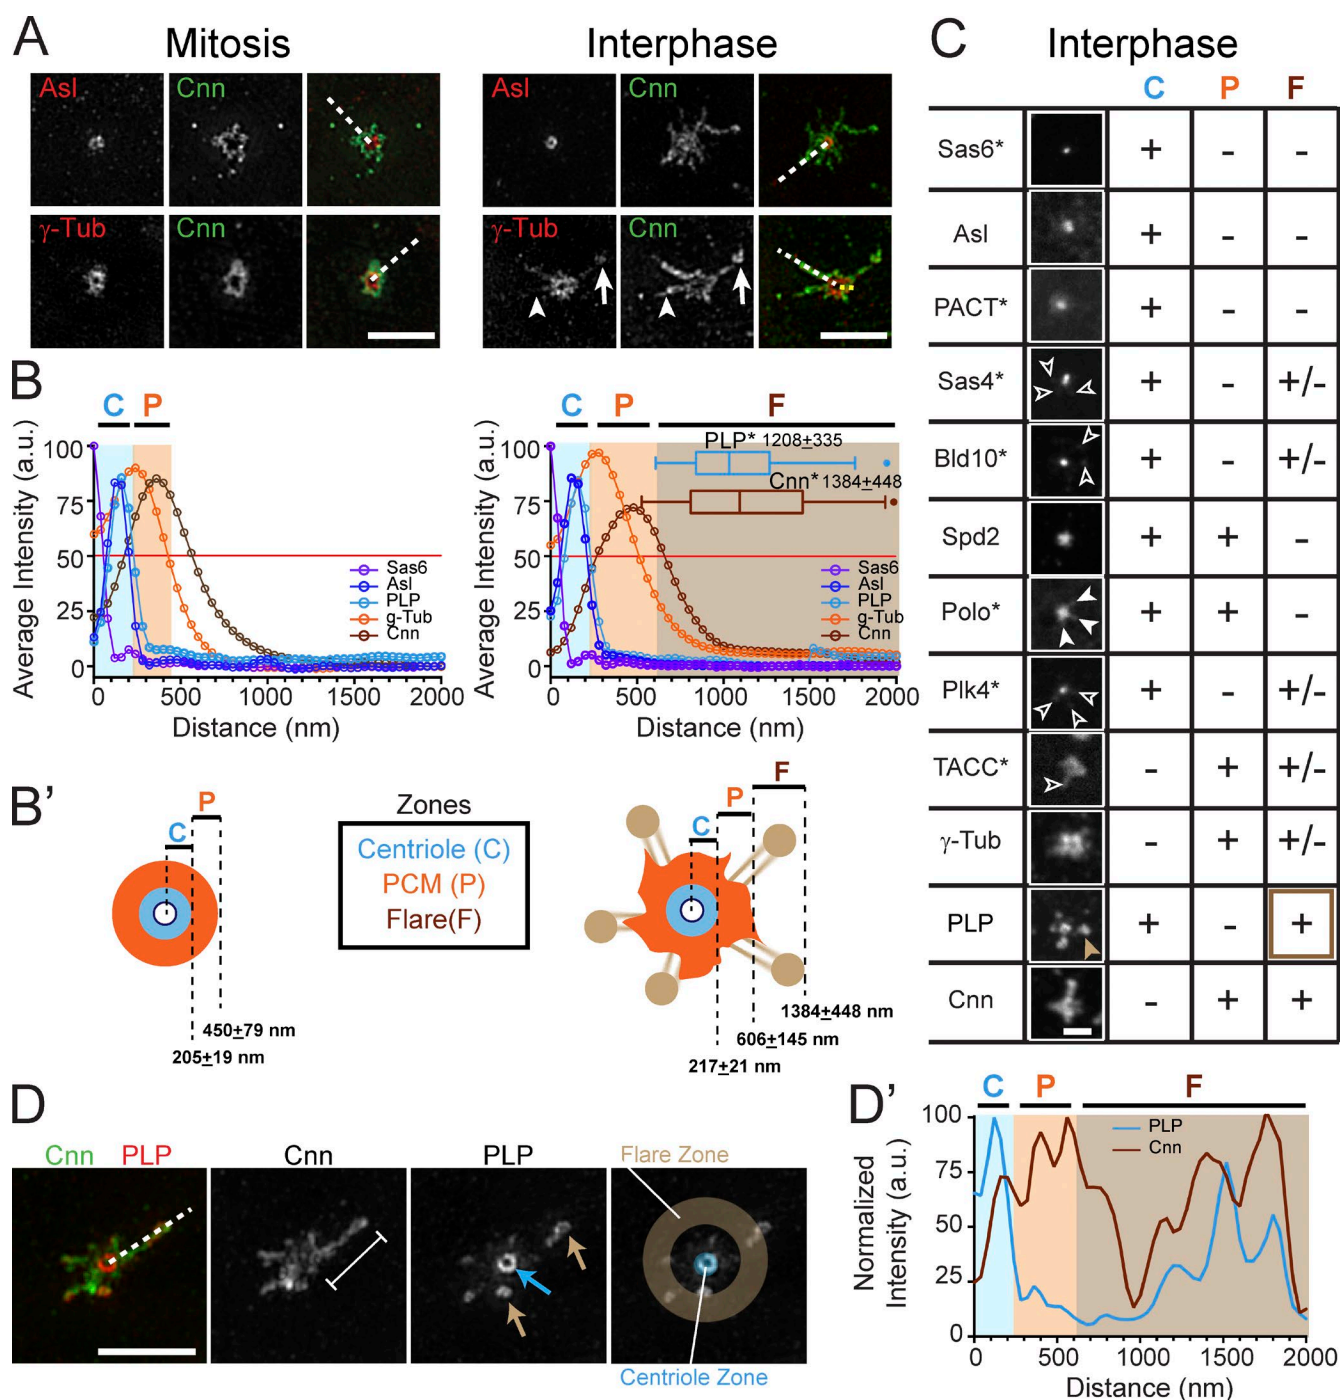 A
Mitosis
Interphase
Asl
Cnn
Asl
Cnn
γ-Tub
Cnn
γ-Tub
Cnn
B
C
P
C
P
F
Average Intensity (a.u.)
100
75
50
25
0
Sas6
Asl
PLP
g-Tub
Cnn
0
500
1000
1500
2000
Distance (nm)
Average Intensity (a.u.)
100
75
50
25
0
PLP* 1208±335
Cnn* 1384±448
Sas6
Asl
PLP
g-Tub
Cnn
0
500
1000
1500
2000
Distance (nm)
B’
P
C
450±79 nm
205±19 nm
Zones
Centriole (C)
PCM (P)
Flare(F)
F
P
C
1384±448 nm
606±145 nm
217±21 nm
C
Interphase
C P F
Sas6* + - -
Asl + - -
PACT* + - -
Sas4* + - +/-
Bld10* + - +/-
Spd2 + + -
Polo* + + -
Plk4* + - +/-
TACC* - + +/-
γ-Tub - + +/-
PLP + - +
Cnn - + +
D
Cnn PLP
Cnn
PLP
Flare Zone
Centriole Zone
D’
C
P
F
Normalized
Intensity (a.u.)
100
75
50
25
0
PLP
Cnn
0
500
1000
1500
2000
Distance (nm)